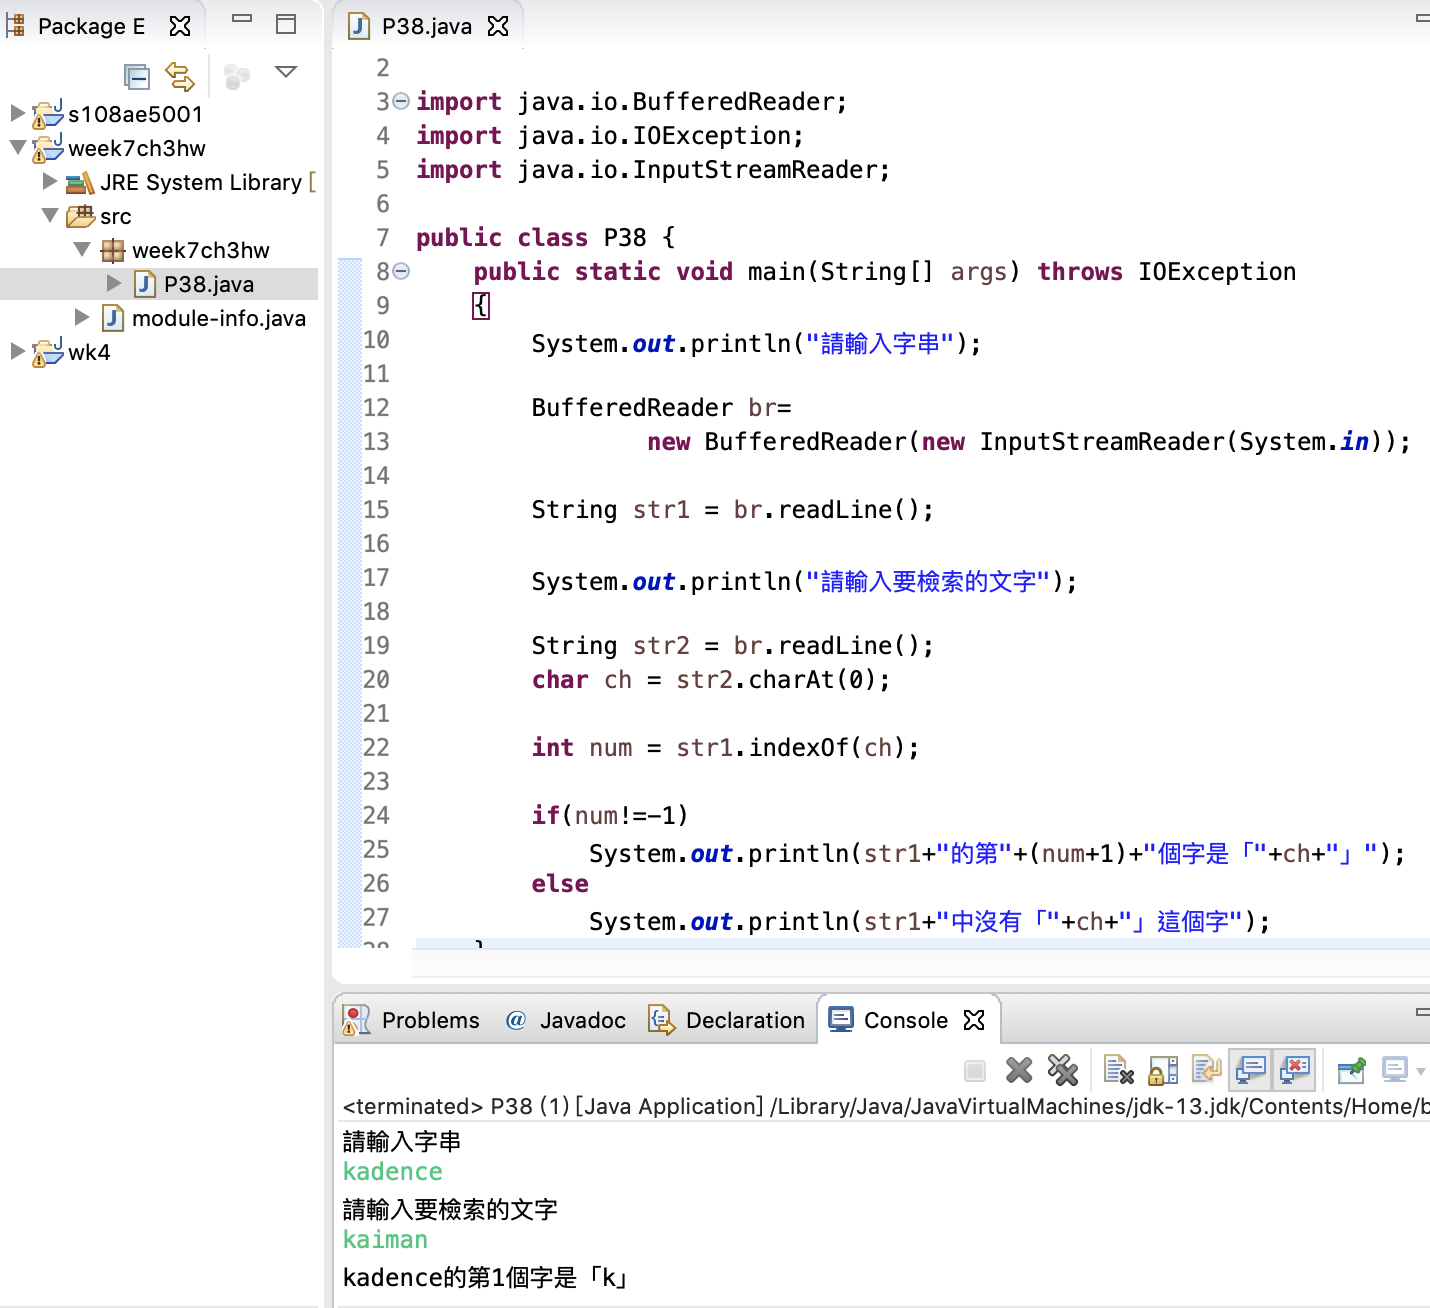 Package E
s108ae5001
week7ch3hw
JRE System Library [
src
week7ch3hw
P38.java
module-info.java
wk4
P38.java
2
3 import java.io.BufferedReader;
4 import java.io.IOException;
5 import java.io.InputStreamReader;
6
7 public class P38 {
8 public static void main(String[] args) throws IOException
9 {
10 System.out.println("請輸入字串");
11
12 BufferedReader br=
13 new BufferedReader(new InputStreamReader(System.in));
14
15 String str1 = br.readLine();
16
17 System.out.println("請輸入要檢索的文字");
18
19 String str2 = br.readLine();
20 char ch = str2.charAt(0);
21
22 int num = str1.indexOf(ch);
23
24 if(num!=-1)
25 System.out.println(str1+"的第"+(num+1)+"個字是「"+ch+"」");
26 else
27 System.out.println(str1+"中沒有「"+ch+"」這個字");
28 }
Problems @ Javadoc Declaration Console
<terminated> P38 (1) [Java Application] /Library/Java/JavaVirtualMachines/jdk-13.jdk/Contents/Home/b
請輸入字串
kadence
請輸入要檢索的文字
kaiman
kadence的第1個字是「k」